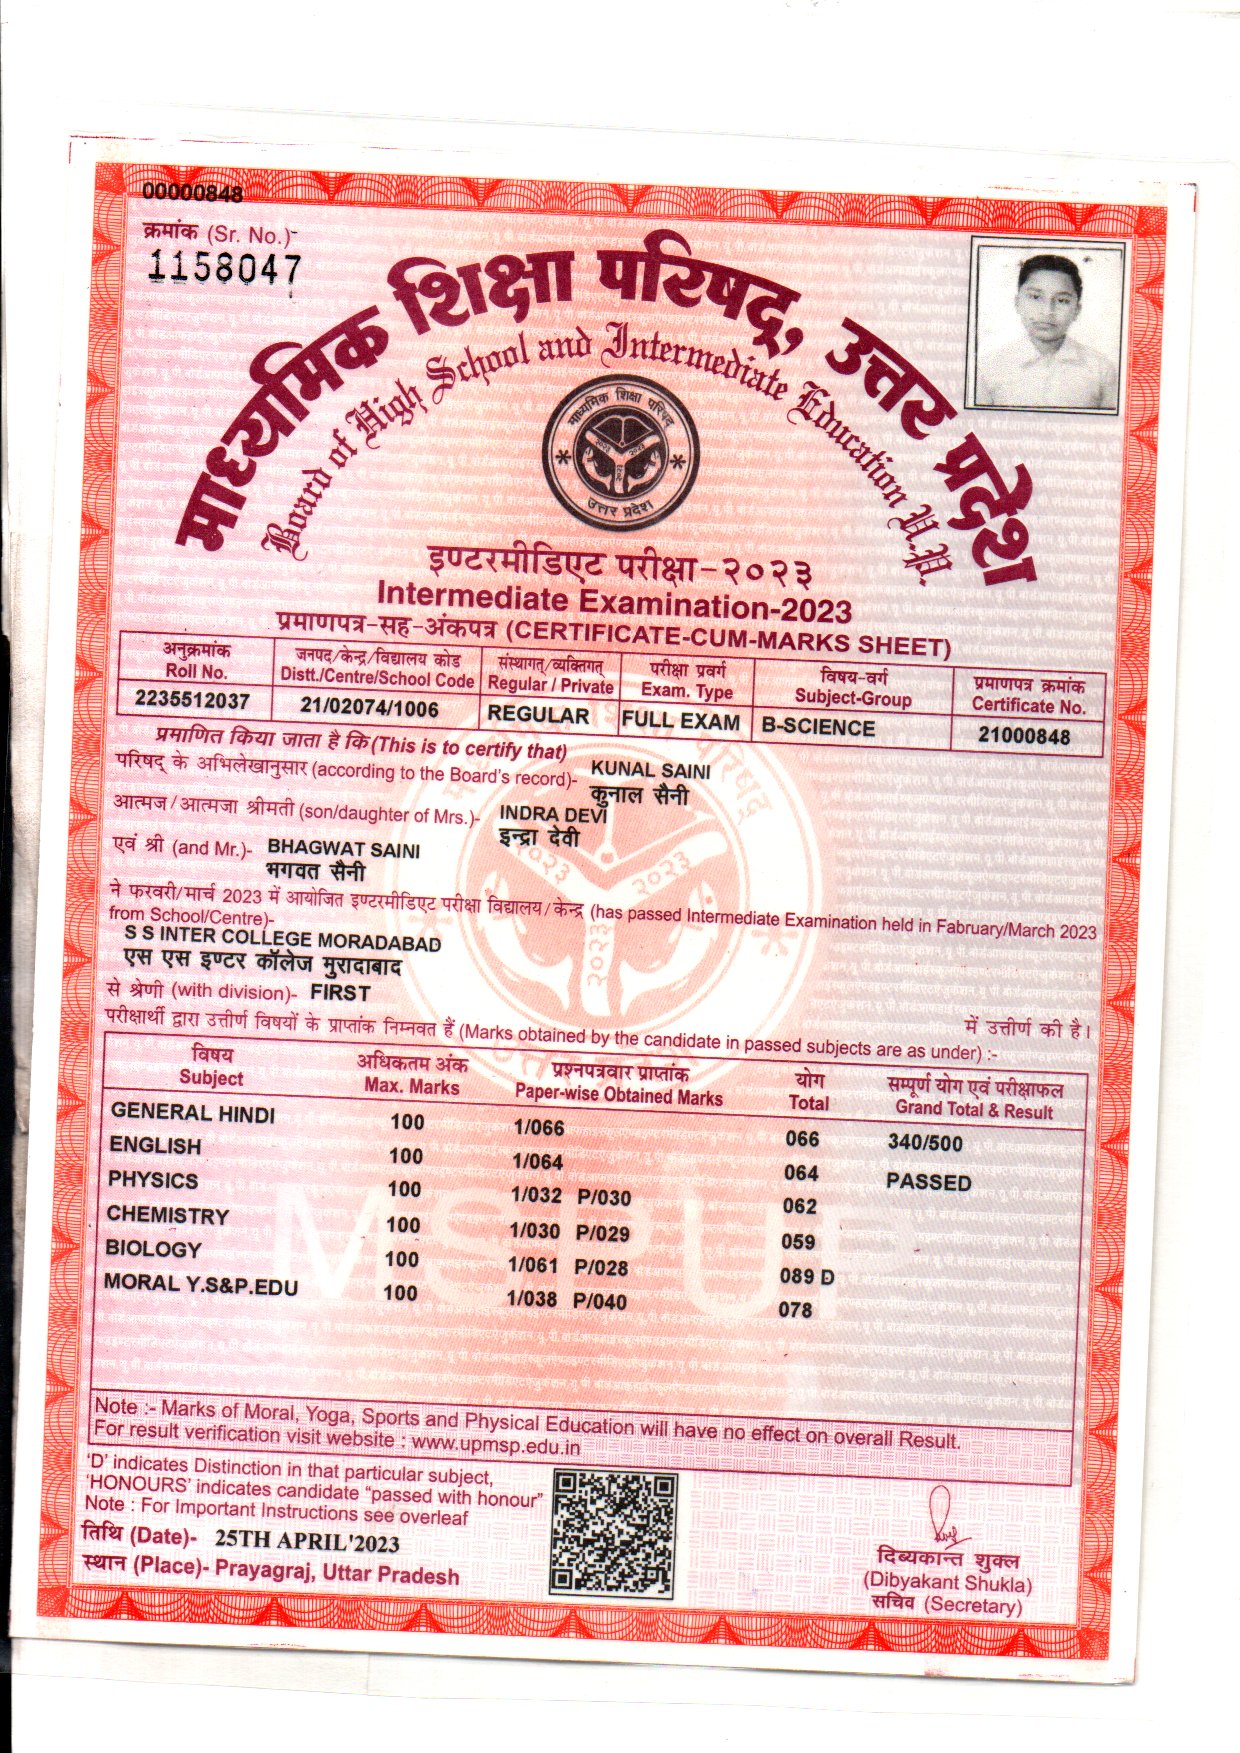 00000848
क्रमांक (Sr. No.)-
1158047
माध्यमिक शिक्षा परिषद्, उत्तर प्रदेश
Board of High School and Intermediate Education U.P.
माध्यमिक शिक्षा परिषद
२०२३ २०२३
२०२३
उत्तर प्रदेश
इण्टरमीडिएट परीक्षा-२०२३
Intermediate Examination-2023
प्रमाणपत्र-सह-अंकपत्र (CERTIFICATE-CUM-MARKS SHEET)
अनुक्रमांक जनपद/केन्द्र/विद्यालय कोड संस्थागत्/व्यक्तिगत् परीक्षा प्रवर्ग विषय-वर्ग प्रमाणपत्र क्रमांक
Roll No. Distt./Centre/School Code Regular / Private Exam. Type Subject-Group Certificate No.
2235512037 21/02074/1006 REGULAR FULL EXAM B-SCIENCE 21000848
प्रमाणित किया जाता है कि (This is to certify that)
परिषद् के अभिलेखानुसार (according to the Board's record)- KUNAL SAINI
कुनाल सैनी
आत्मज/आत्मजा श्रीमती (son/daughter of Mrs.)- INDRA DEVI
इन्द्रा देवी
एवं श्री (and Mr.)- BHAGWAT SAINI
भगवत सैनी
ने फरवरी/मार्च 2023 में आयोजित इण्टरमीडिएट परीक्षा विद्यालय/केन्द्र (has passed Intermediate Examination held in Fabruary/March 2023
from School/Centre)-
S S INTER COLLEGE MORADABAD
एस एस इण्टर कॉलेज मुरादाबाद
से श्रेणी (with division)- FIRST
में उत्तीर्ण की है।
परीक्षार्थी द्वारा उत्तीर्ण विषयों के प्राप्तांक निम्नवत हैं (Marks obtained by the candidate in passed subjects are as under) :-
विषय अधिकतम अंक प्रश्नपत्रवार प्राप्तांक योग सम्पूर्ण योग एवं परीक्षाफल
Subject Max. Marks Paper-wise Obtained Marks Total Grand Total & Result
GENERAL HINDI 100 1/066 066 340/500
ENGLISH 100 1/064 064 PASSED
PHYSICS 100 1/032 P/030 062
CHEMISTRY 100 1/030 P/029 059
BIOLOGY 100 1/061 P/028 089 D
MORAL Y.S&P.EDU 100 1/038 P/040 078
Note :- Marks of Moral, Yoga, Sports and Physical Education will have no effect on overall Result.
For result verification visit website : www.upmsp.edu.in
'D' indicates Distinction in that particular subject,
'HONOURS' indicates candidate "passed with honour"
Note : For Important Instructions see overleaf
तिथि (Date)- 25TH APRIL'2023
स्थान (Place)- Prayagraj, Uttar Pradesh
दिब्यकान्त शुक्ल
(Dibyakant Shukla)
सचिव (Secretary)